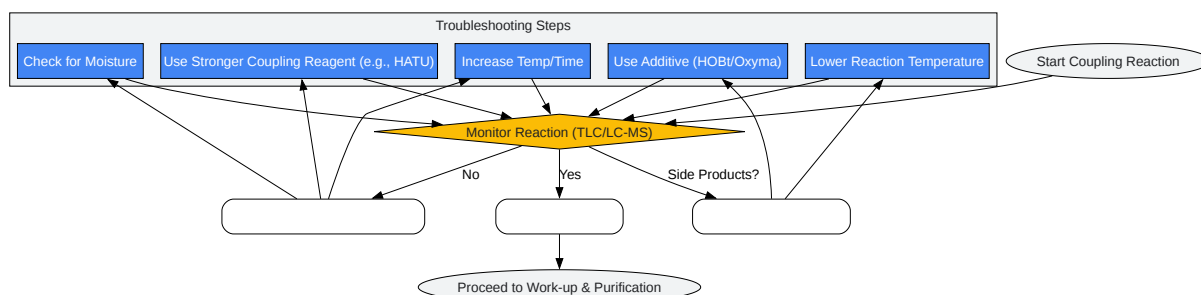 Troubleshooting Steps
Check for Moisture
Use Stronger Coupling Reagent (e.g., HATU)
Increase Temp/Time
Use Additive (HOBt/Oxyma)
Lower Reaction Temperature
Start Coupling Reaction
Monitor Reaction (TLC/LC-MS)
No
Yes
Side Products?
Proceed to Work-up & Purification